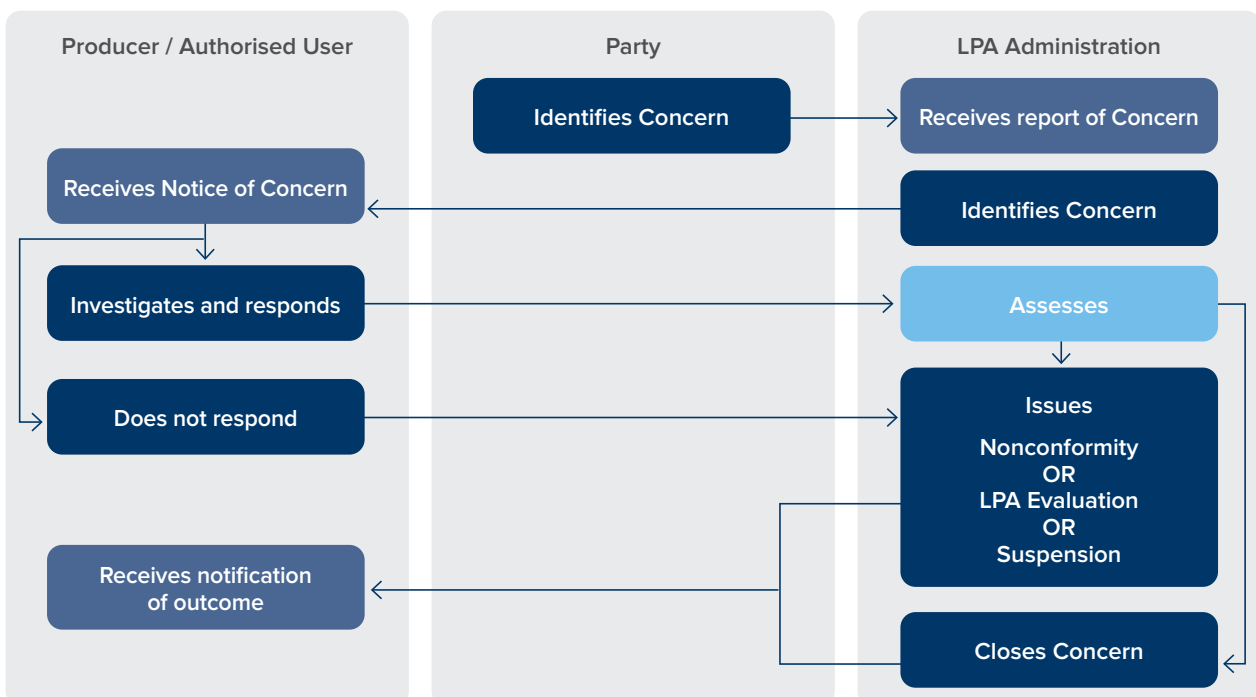 Producer / Authorised User
Party
LPA Administration
Identifies Concern
Receives report of Concern
Receives Notice of Concern
Identifies Concern
Investigates and responds
Assesses
Does not respond
Issues
Nonconformity
OR
LPA Evaluation
OR
Suspension
Receives notification
of outcome
Closes Concern